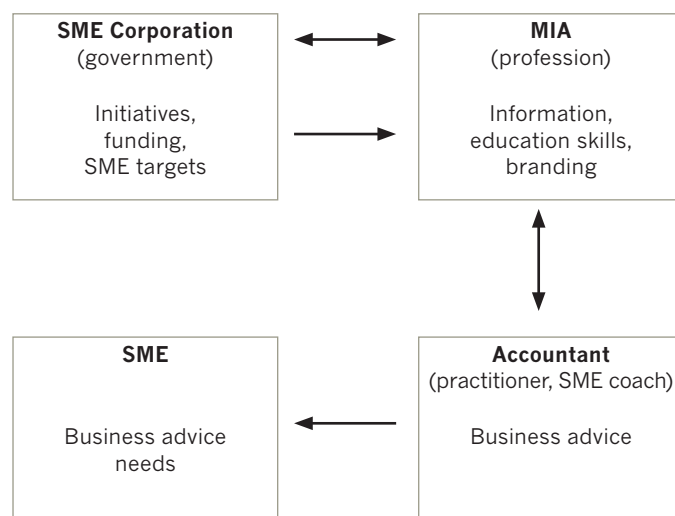 SME Corporation
(government)
Initiatives,
funding,
SME targets
MIA
(profession)
Information,
education skills,
branding
SME
Business advice
needs
Accountant
(practitioner, SME coach)
Business advice